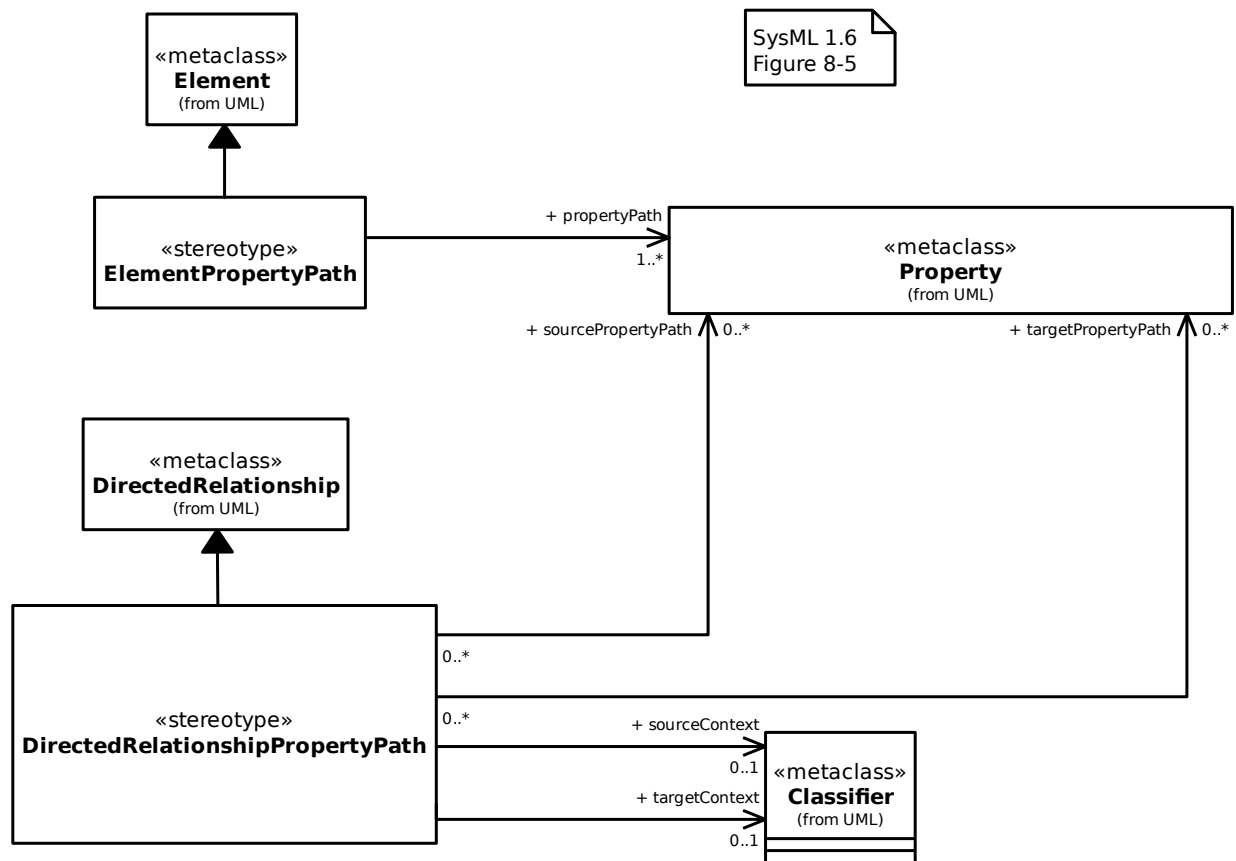 «metaclass»
Element
(from UML)
SysML 1.6
Figure 8-5
«stereotype»
ElementPropertyPath
+ propertyPath
1..*
«metaclass»
Property
(from UML)
+ sourcePropertyPath
0..*
+ targetPropertyPath
0..*
«metaclass»
DirectedRelationship
(from UML)
«stereotype»
DirectedRelationshipPropertyPath
0..*
0..*
+ sourceContext
0..1
+ targetContext
0..1
«metaclass»
Classifier
(from UML)